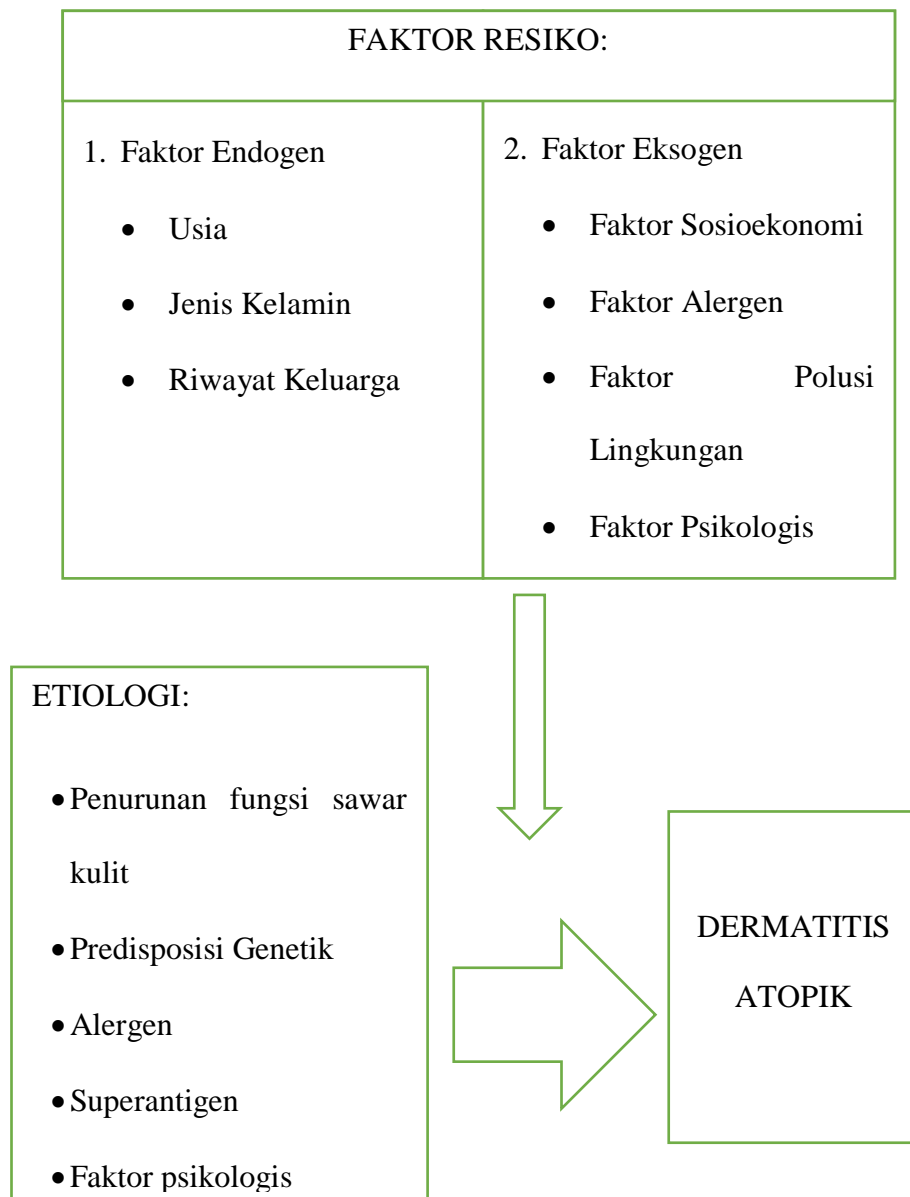 FAKTOR RESIKO:
1. Faktor Endogen
• Usia
• Jenis Kelamin
• Riwayat Keluarga
2. Faktor Eksogen
• Faktor Sosioekonomi
• Faktor Alergen
• Faktor Polusi
Lingkungan
• Faktor Psikologis
ETIOLOGI:
• Penurunan fungsi sawar
kulit
• Predisposisi Genetik
• Alergen
• Superantigen
• Faktor psikologis
DERMATITIS
ATOPIK